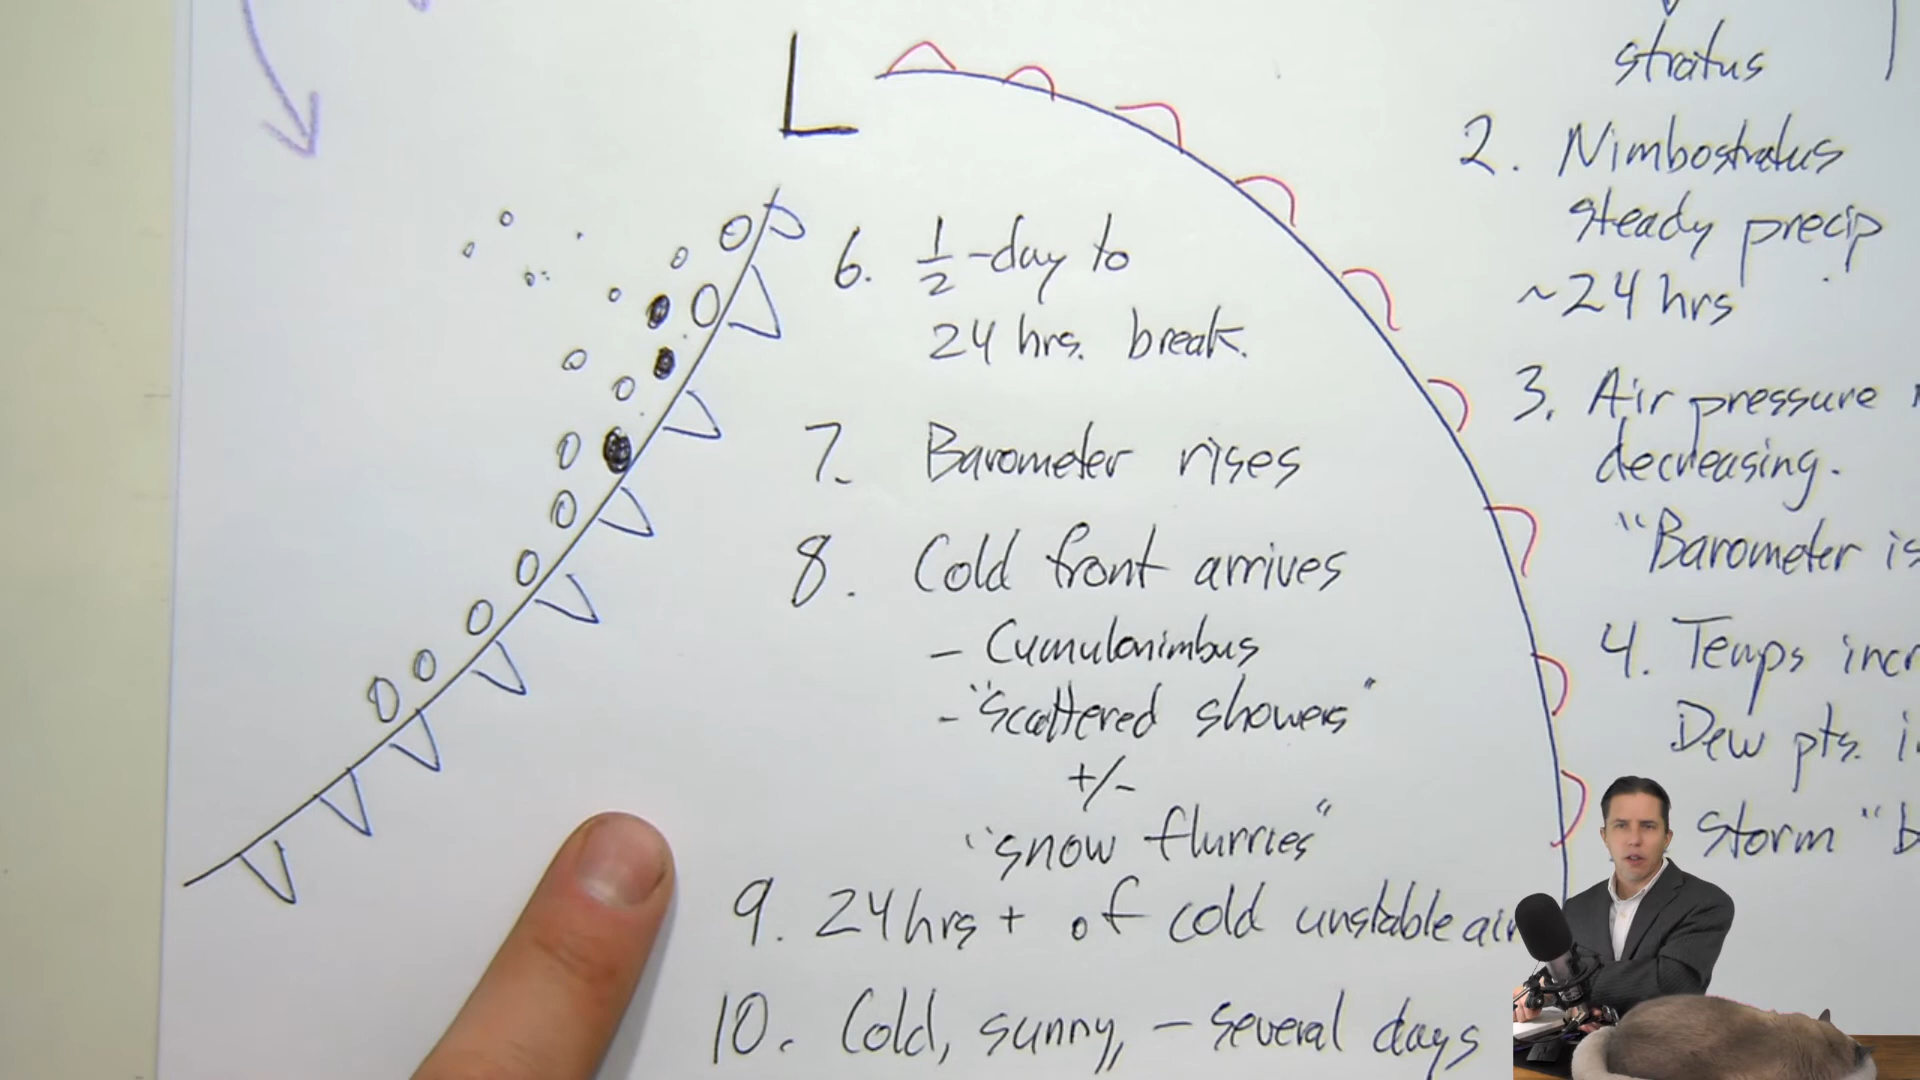 L
6. 1/2-day to
24 hrs. break.
7. Barometer rises
8. Cold front arrives
- Cumulonimbus
- "Scattered showers"
+/-
"snow flurries"
9. 24 hrs + of cold unstable air
10. Cold, sunny, - several days
stratus
2. Nimbostratus
steady precip
~24 hrs
3. Air pressure
decreasing.
"Barometer is
4. Temps incr
Dew pts. i
storm "b